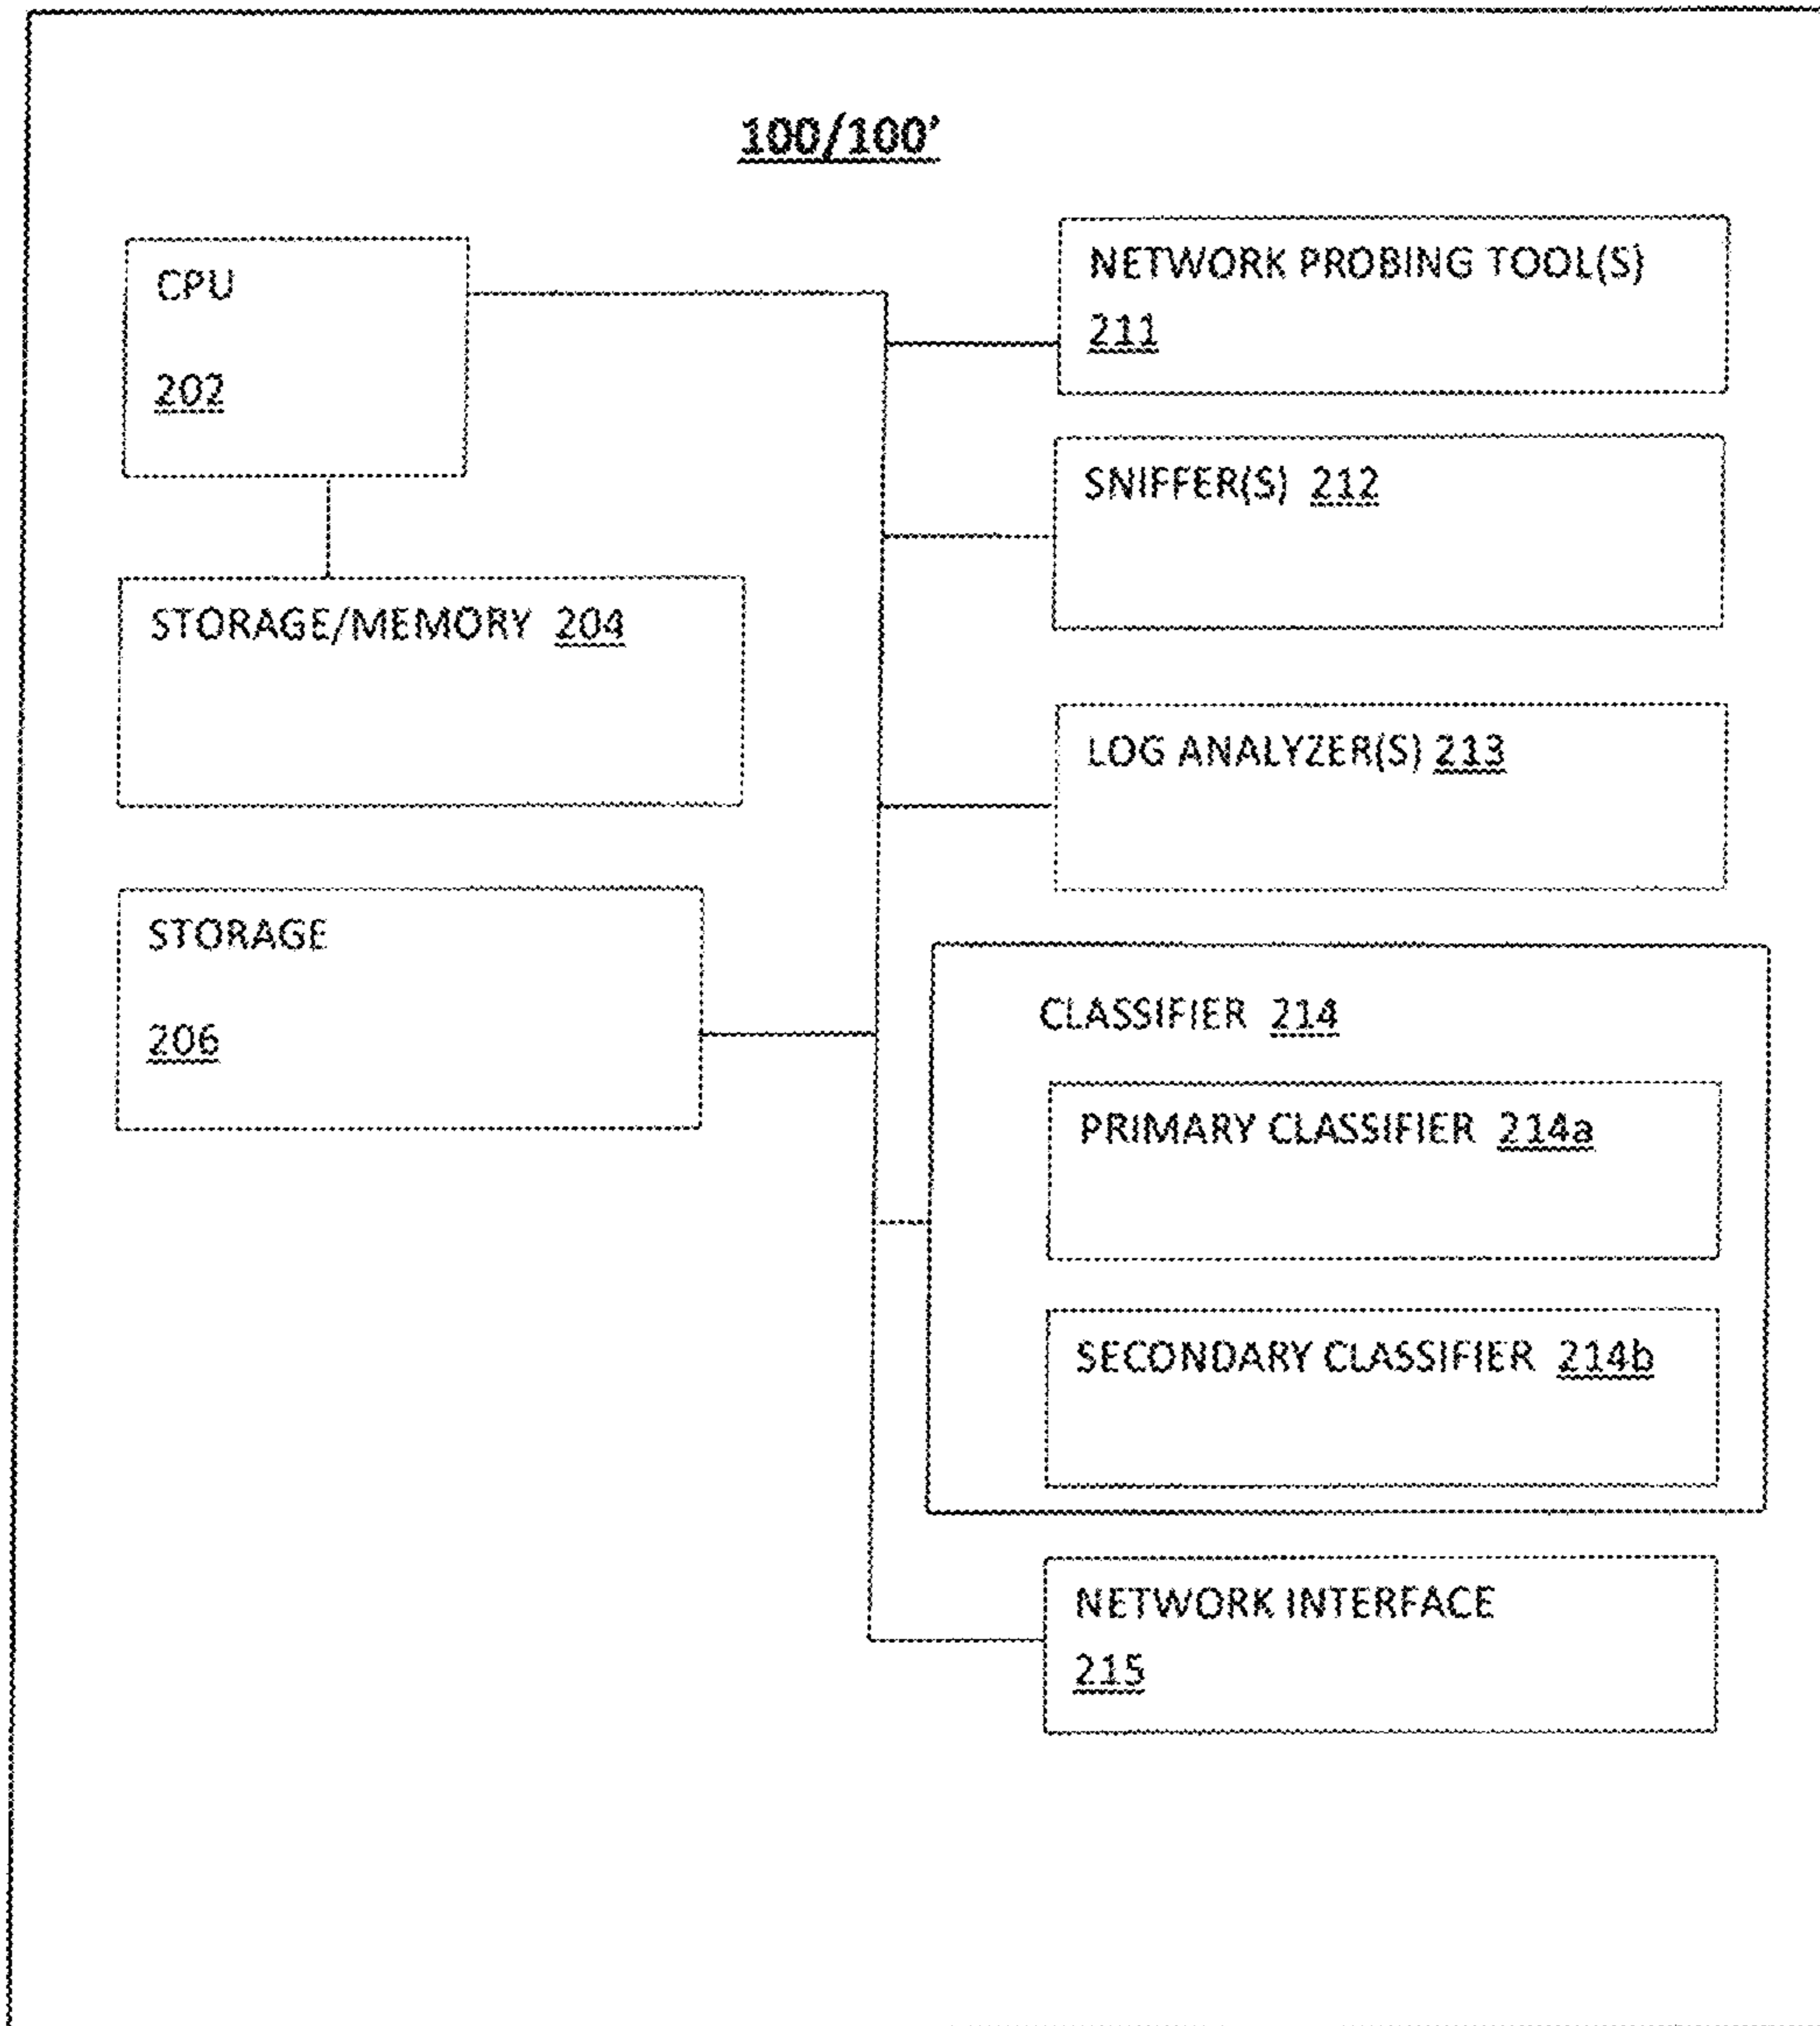 100/100'
CPU
202
STORAGE/MEMORY 204
STORAGE
206
NETWORK PROBING TOOL(S)
211
SNIFFER(S) 212
LOG ANALYZER(S) 213
CLASSIFIER 214
PRIMARY CLASSIFIER 214a
SECONDARY CLASSIFIER 214b
NETWORK INTERFACE
215